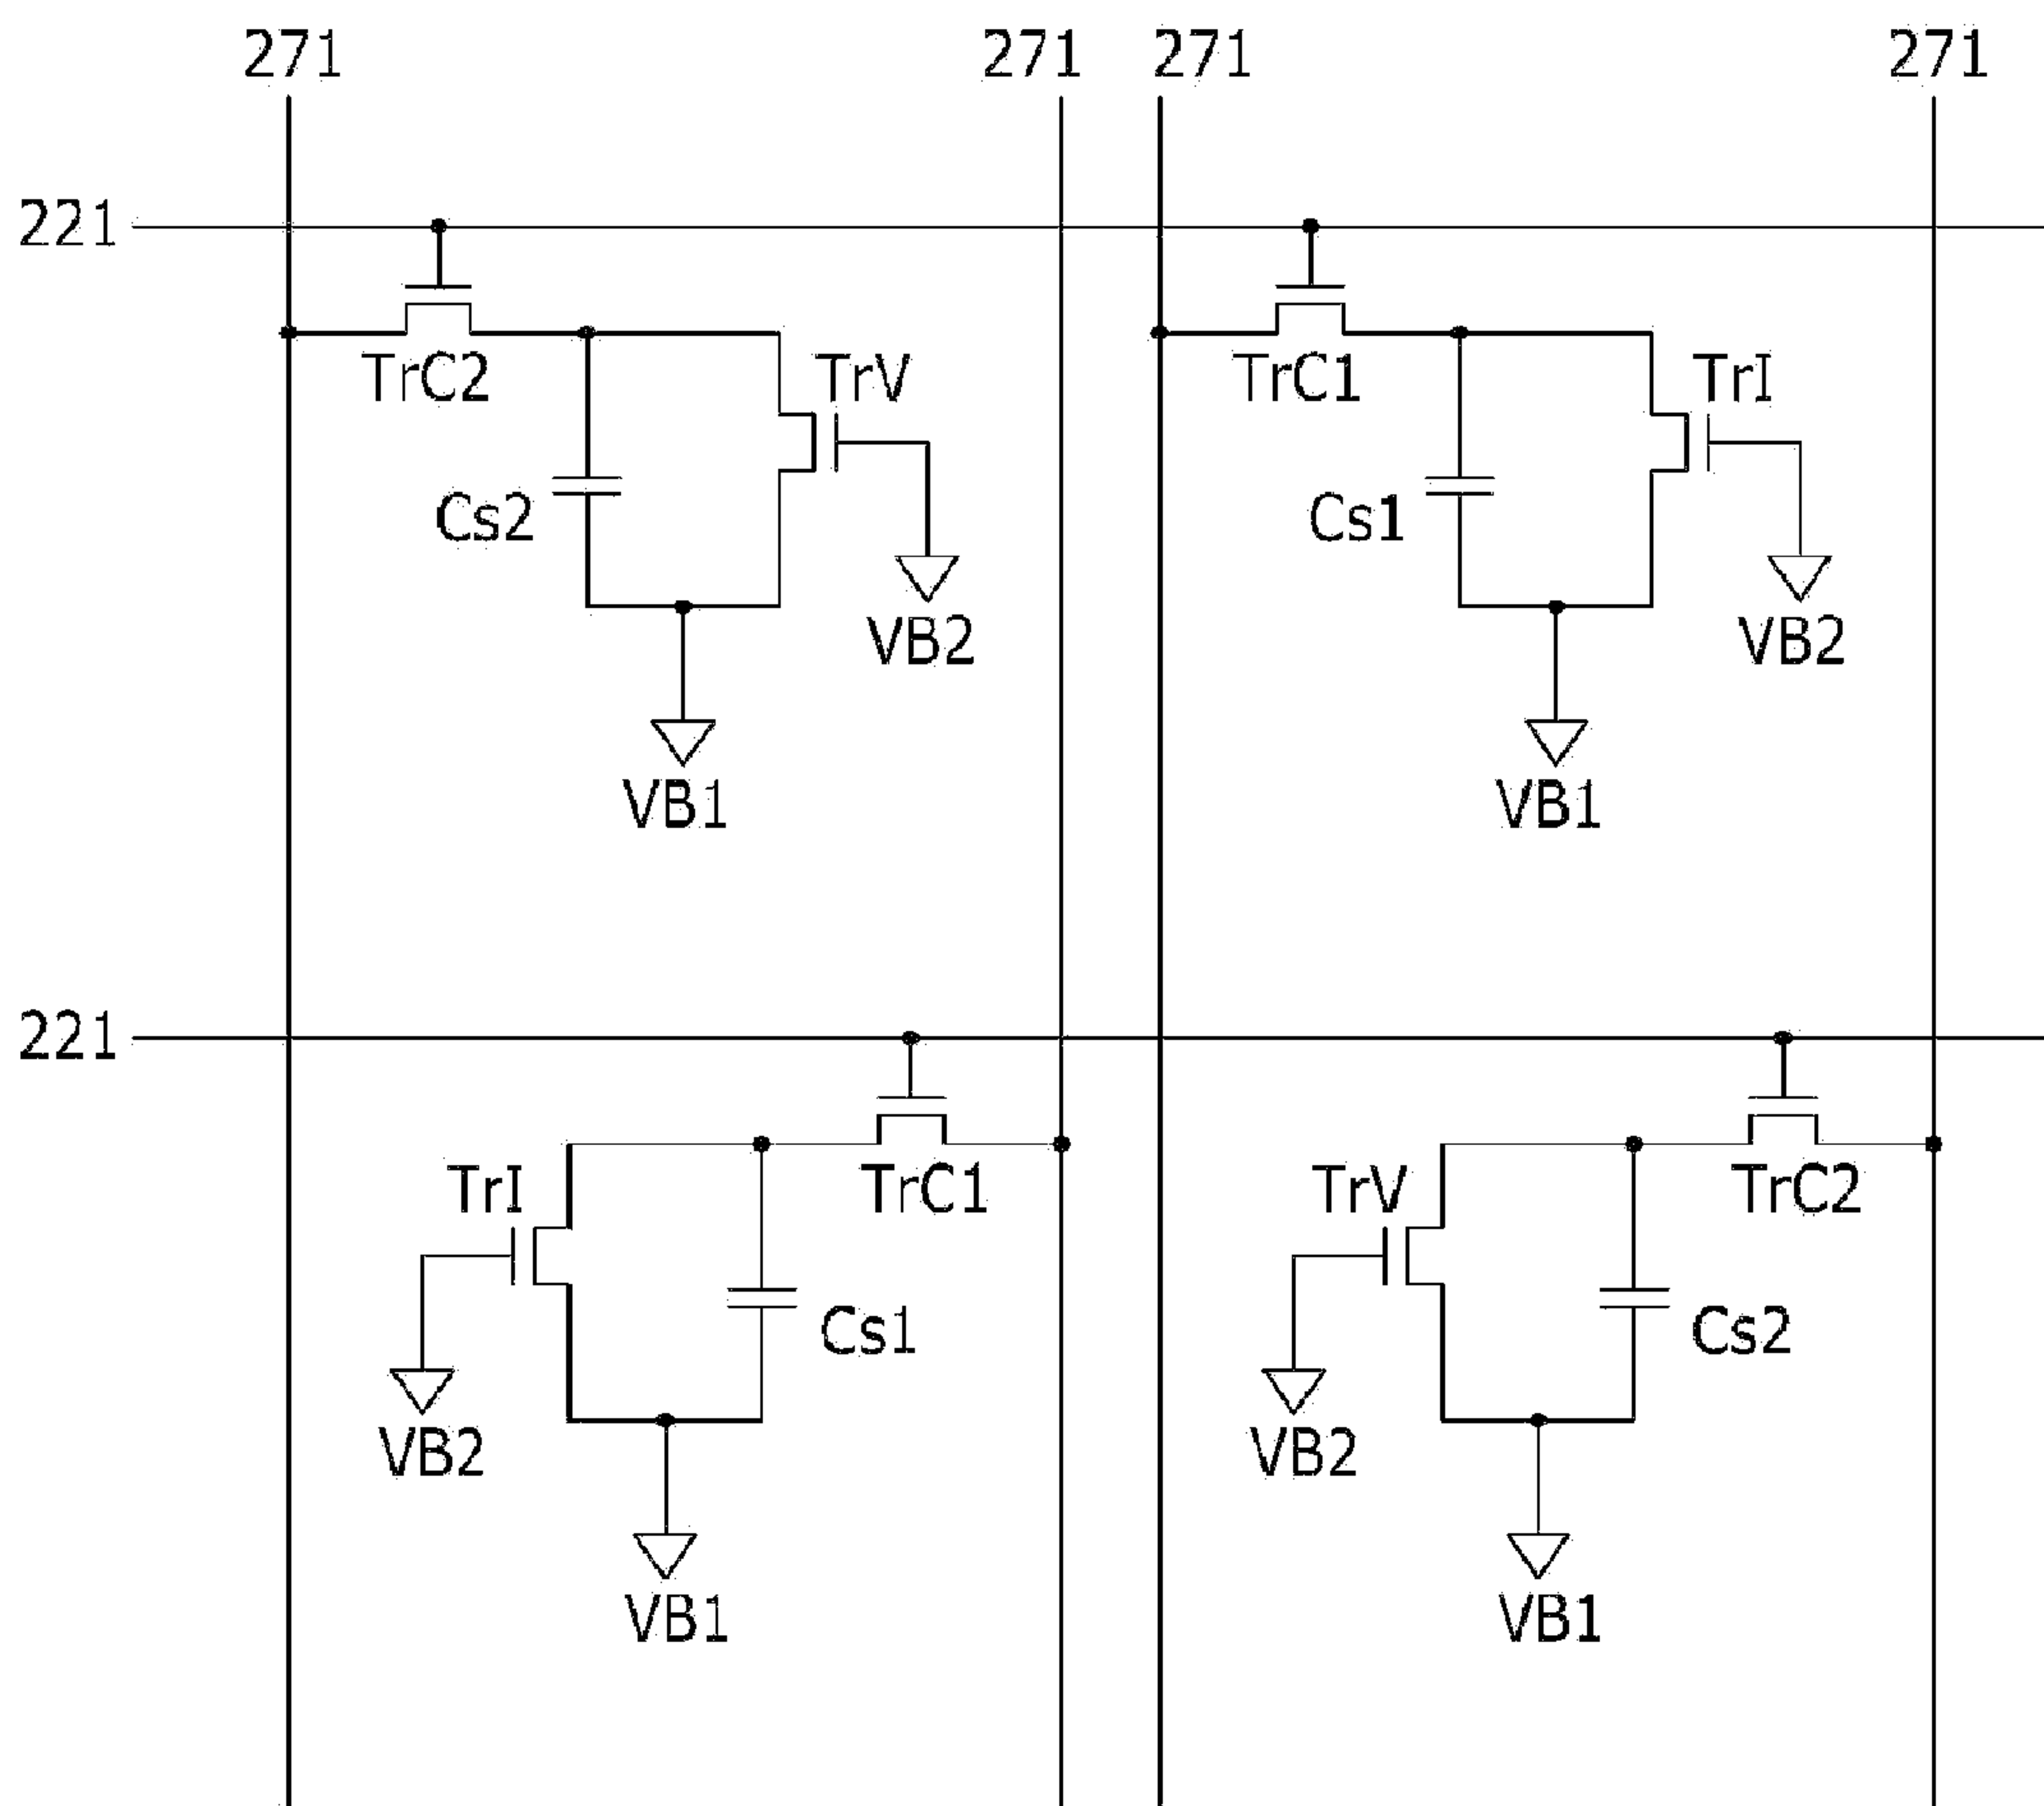 271 271 271 271
221
TrC2 TrV TrC1 TrI
Cs2 Cs1
VB2 VB2
VB1 VB1
221
TrI TrC1 TrV TrC2
Cs1 Cs2
VB2 VB2
VB1 VB1